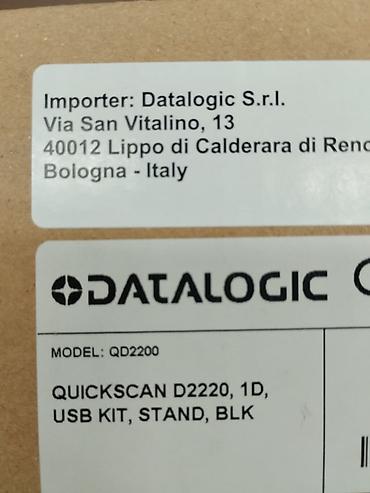 Importer: Datalogic S.r.l.
Via San Vitalino, 13
40012 Lippo di Calderara di Reno
Bologna - Italy
DATALOGIC
MODEL: QD2200
QUICKSCAN D2220, 1D,
USB KIT, STAND, BLK